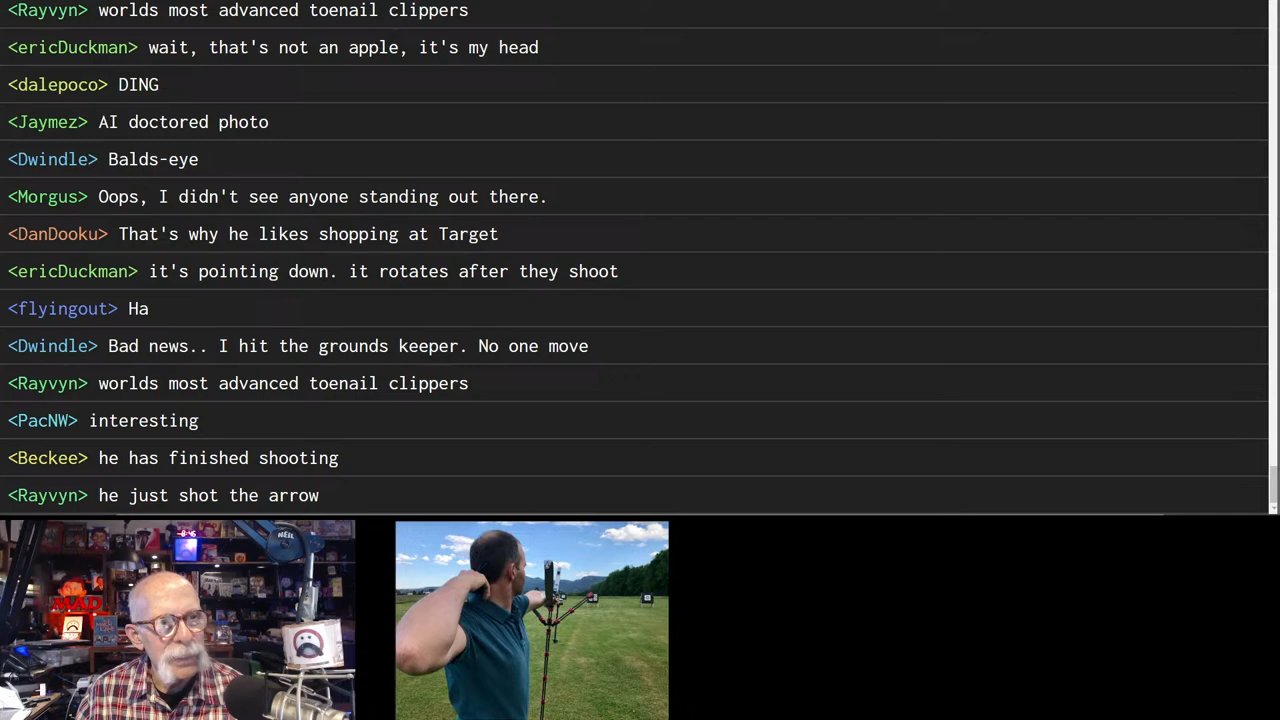 <Rayvyn> worlds most advanced toenail clippers
<ericDuckman> wait, that's not an apple, it's my head
<dalepoco> DING
<Jaymez> AI doctored photo
<Dwindle> Balds-eye
<Morgus> Oops, I didn't see anyone standing out there.
<DanDooku> That's why he likes shopping at Target
<ericDuckman> it's pointing down. it rotates after they shoot
<flyingout> Ha
<Dwindle> Bad news.. I hit the grounds keeper. No one move
<Rayvyn> worlds most advanced toenail clippers
<PacNW> interesting
<Beckee> he has finished shooting
<Rayvyn> he just shot the arrow
-8:46
NEIL
MAD